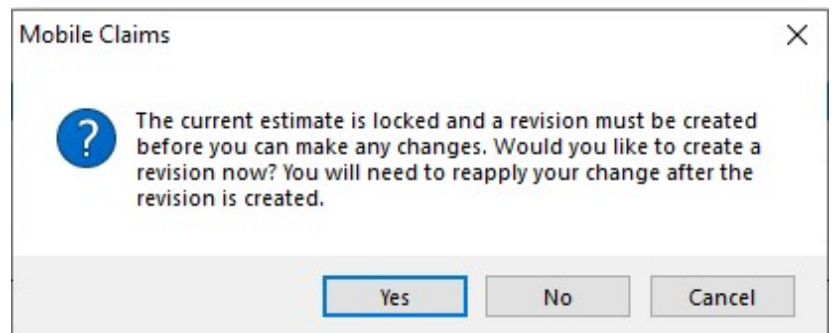 Mobile Claims
The current estimate is locked and a revision must be created
before you can make any changes. Would you like to create a
revision now? You will need to reapply your change after the
revision is created.
Yes No Cancel